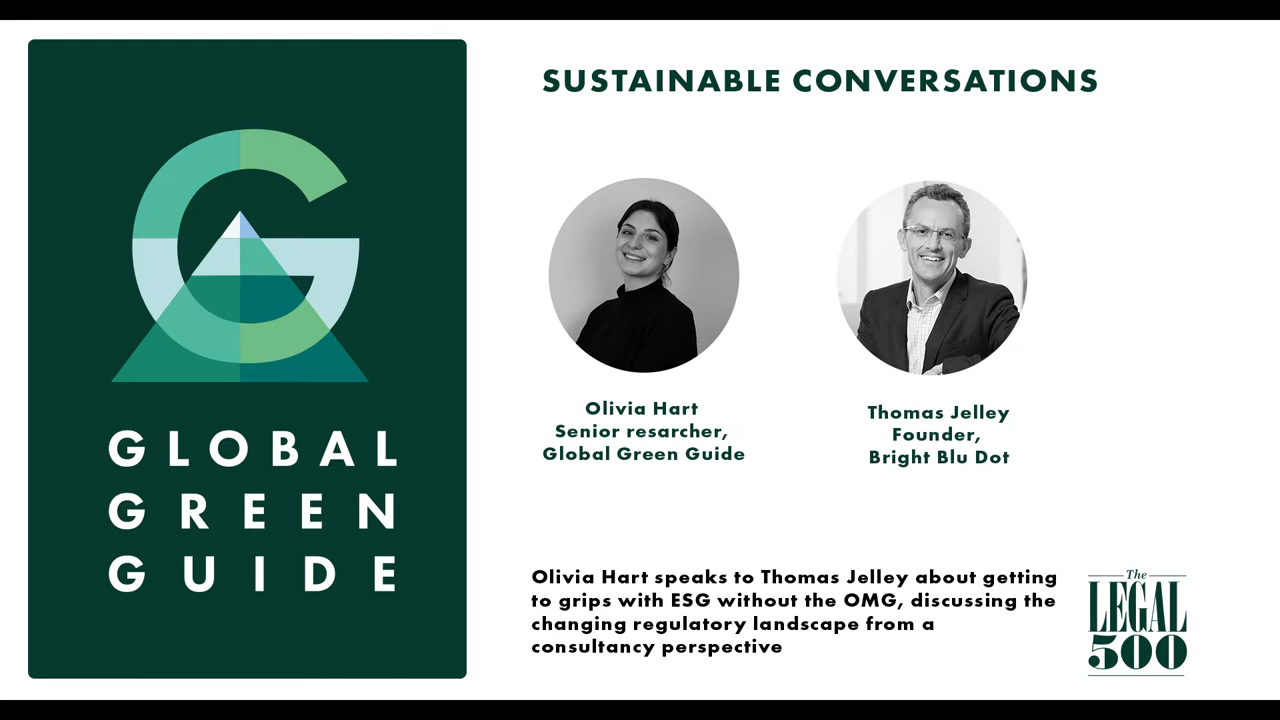 GLOBAL
GREEN
GUIDE
SUSTAINABLE CONVERSATIONS
Olivia Hart
Senior resarcher,
Global Green Guide
Thomas Jelley
Founder,
Bright Blu Dot
Olivia Hart speaks to Thomas Jelley about getting
to grips with ESG without the OMG, discussing the
changing regulatory landscape from a
consultancy perspective
The
LEGAL
500